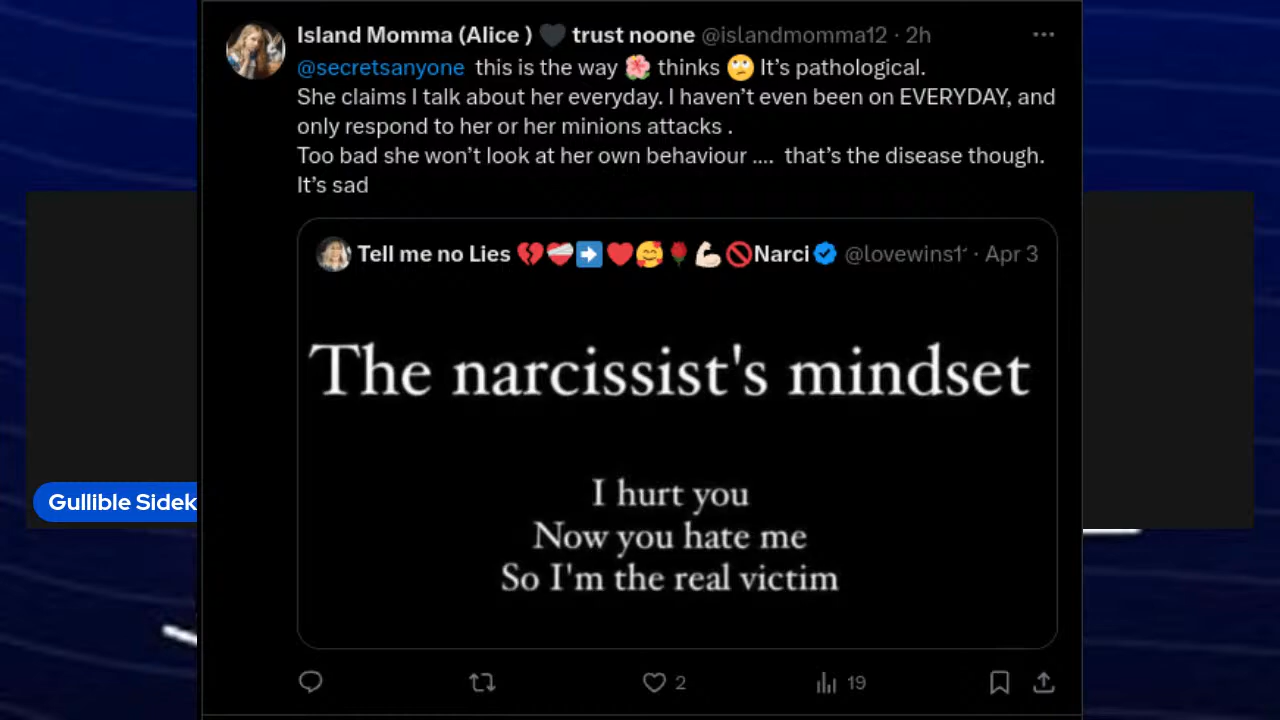 Island Momma (Alice ) 🖤 trust noone @islandmomma12 · 2h
@secretsanyone this is the way 🌺 thinks 🙄 It’s pathological.
She claims I talk about her everyday. I haven’t even been on EVERYDAY, and
only respond to her or her minions attacks .
Too bad she won’t look at her own behaviour .... that’s the disease though.
It’s sad
Tell me no Lies 💔❤️‍🩹➡️❤️🥰🌹💪🏻🚫Narci @lovewins1 · Apr 3
The narcissist's mindset
I hurt you
Now you hate me
So I'm the real victim
Gullible Sidek
2 19